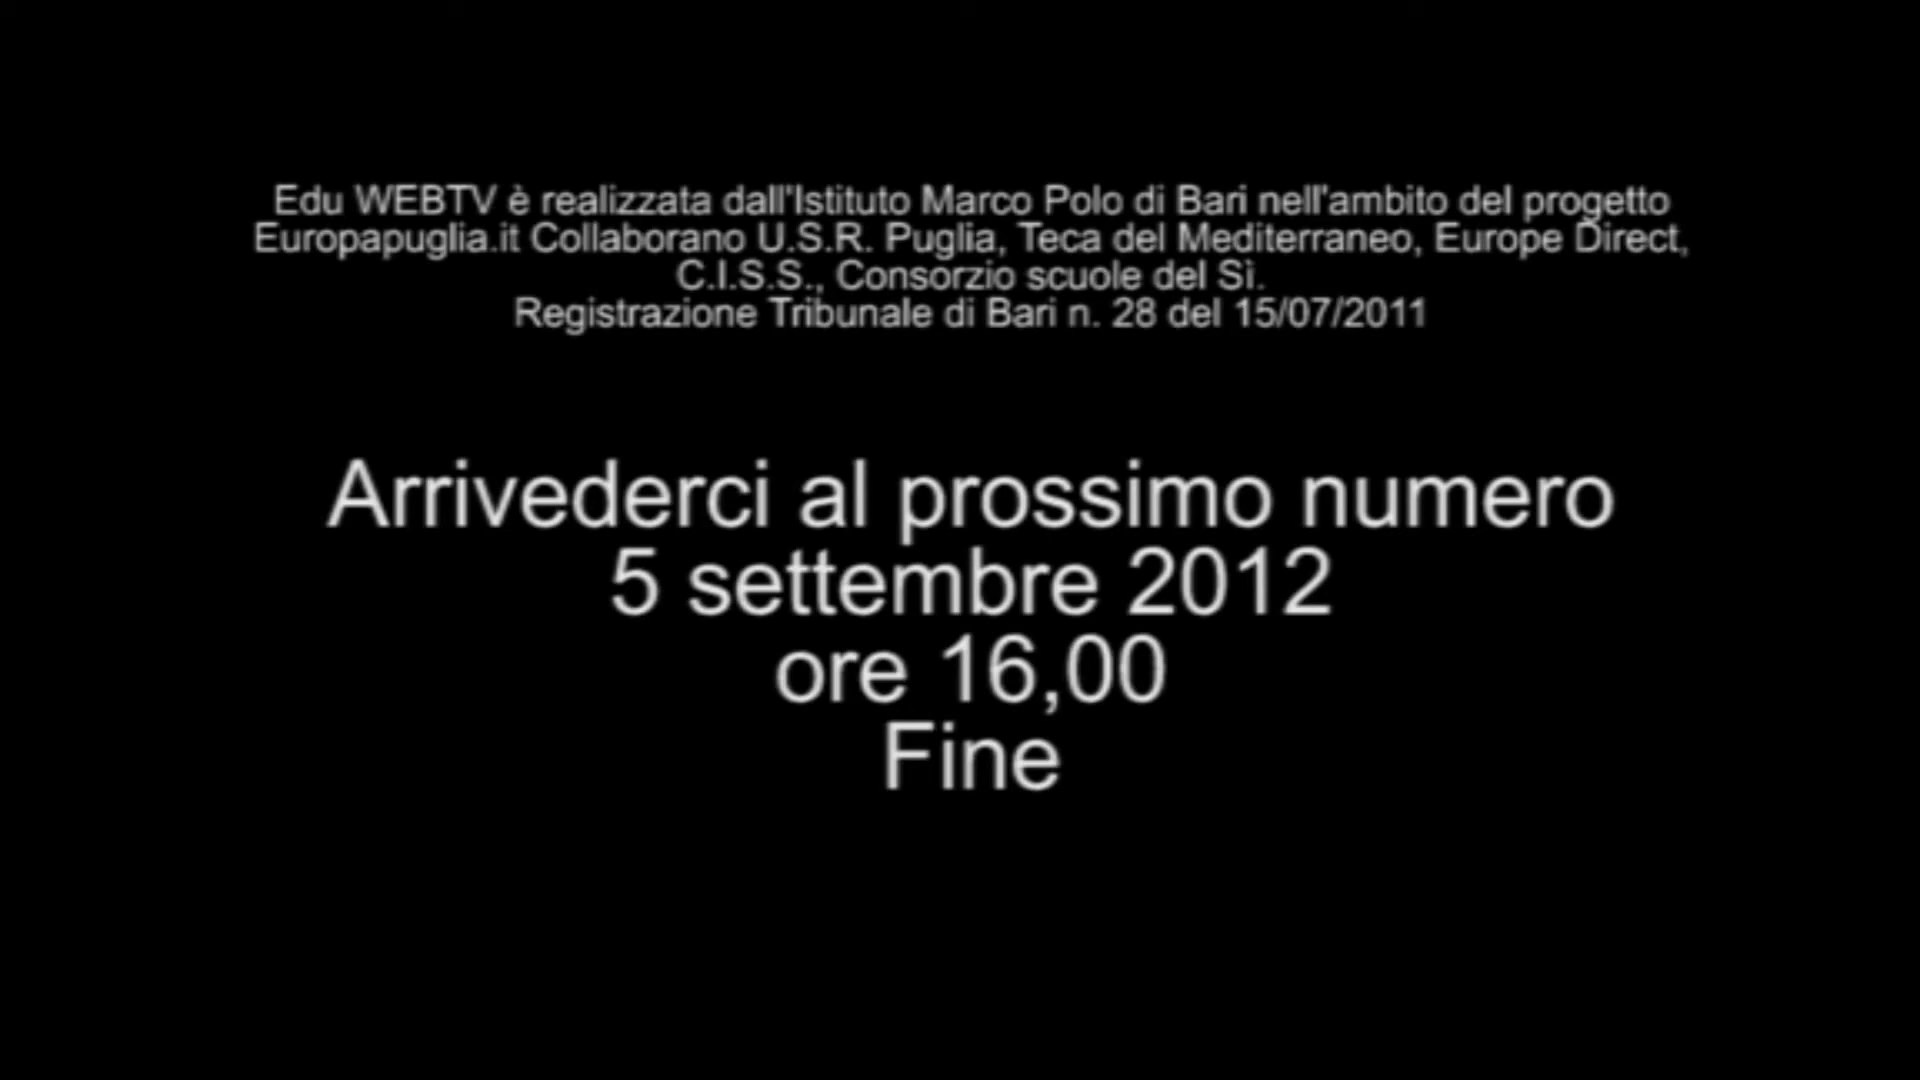 Edu WEBTV è realizzata dall'Istituto Marco Polo di Bari nell'ambito del progetto
Europapuglia.it Collaborano U.S.R. Puglia, Teca del Mediterraneo, Europe Direct,
C.I.S.S., Consorzio scuole del Sì.
Registrazione Tribunale di Bari n. 28 del 15/07/2011
Arrivederci al prossimo numero
5 settembre 2012
ore 16,00
Fine